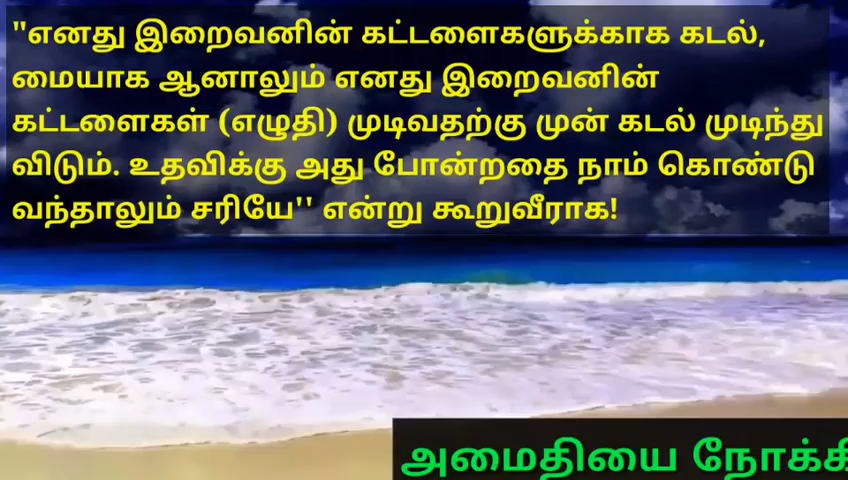 "எனது இறைவனின் கட்டளைகளுக்காக கடல்,
மையாக ஆனாலும் எனது இறைவனின்
கட்டளைகள் (எழுதி) முடிவதற்கு முன் கடல் முடிந்து
விடும். உதவிக்கு அது போன்றதை நாம் கொண்டு
வந்தாலும் சரியே'' என்று கூறுவீராக!
அமைதியை நோக்கி